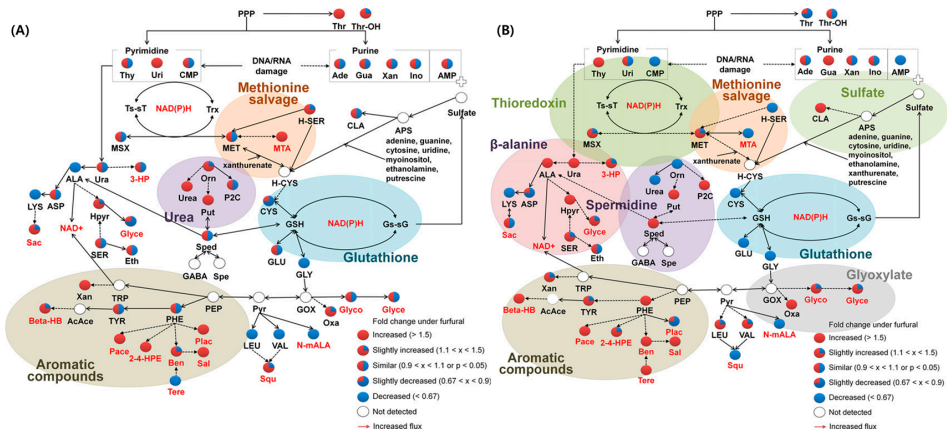 (A)
PPP
Thr Thr-OH
Pyrimidine
Thy Uri CMP
DNA/RNA
damage
Purine
Ade Gua Xan Ino AMP
Ts-sT NAD(P)H Trx
Methionine
salvage
H-SER
Sulfate
MSX
MET MTA
CLA
APS
adenine, guanine,
cytosine, uridine,
myoinositol,
ethanolamine,
putrescine
xanthurenate
H-CYS
ALA Ura 3-HP
LYS ASP
Hpyr
Sac
NAD+
Glyce
SER Eth
Orn
Urea P2C
Put
Urea
Sped
GABA Spe
CYS
GSH NAD(P)H Gs-sG
GLU
GLY
Glutathione
Xan
TRP
PEP
Pyr
GOX
Glyco Glyce
Oxa
Beta-HB AcAce TYR PHE
Pace 2-4-HPE Plac
Ben Sal
Tere
Aromatic
compounds
LEU VAL N-mALA
Squ
Fold change under furfural
Increased (> 1.5)
Slightly increased (1.1 < x < 1.5)
Similar (0.9 < x < 1.1 or p < 0.05)
Slightly decreased (0.67 < x < 0.9)
Decreased (< 0.67)
Not detected
Increased flux
(B)
PPP
Thr Thr-OH
Pyrimidine
Thy Uri CMP
DNA/RNA
damage
Purine
Ade Gua Xan Ino AMP
Thioredoxin
Ts-sT NAD(P)H Trx
Methionine
salvage
H-SER
Sulfate
Sulfate
MSX
MET MTA
CLA
APS
adenine, guanine,
cytosine, uridine,
myoinositol,
ethanolamine,
xanthurenate,
putrescine
xanthurenate
H-CYS
β-alanine
ALA Ura 3-HP
LYS ASP
Hpyr
Sac
NAD+
Glyce
SER Eth
Orn
Urea P2C
Put
Spermidine
Sped
GABA Spe
CYS
GSH NAD(P)H Gs-sG
GLU
GLY
Glutathione
Glyoxylate
Xan
TRP
PEP
Pyr
GOX
Glyco Glyce
Oxa
Beta-HB AcAce TYR PHE
Pace 2-4-HPE Plac
Ben Sal
Tere
Aromatic
compounds
LEU VAL N-mALA
Squ
Fold change under furfural
Increased (> 1.5)
Slightly increased (1.1 < x < 1.5)
Similar (0.9 < x < 1.1 or p < 0.05)
Slightly decreased (0.67 < x < 0.9)
Decreased (< 0.67)
Not detected
Increased flux